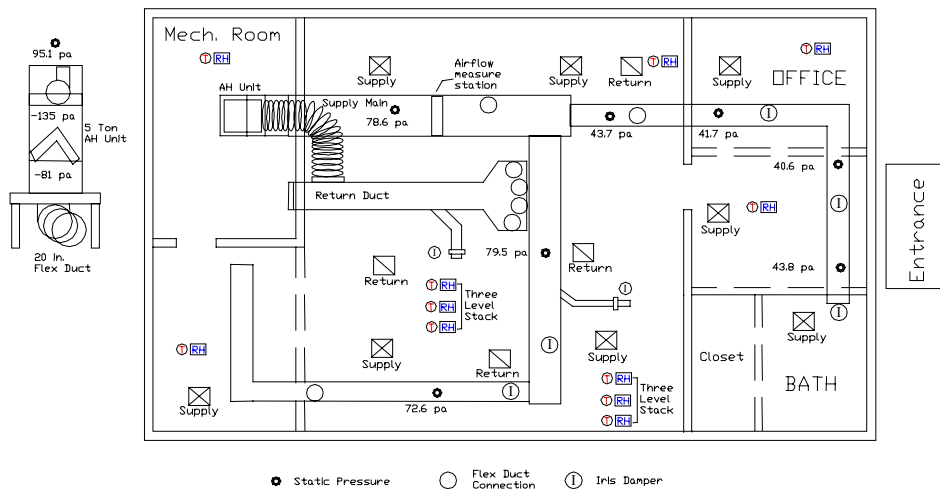 95.1 pa
-135 pa
5 Ton
AH Unit
-81 pa
20 In.
Flex Duct
Mech. Room
T RH
AH Unit
Supply Main
78.6 pa
Supply
Airflow
measure
station
Supply
Return
T RH
Supply
T RH
OFFICE
43.7 pa
41.7 pa
I
40.6 pa
Return Duct
I
79.5 pa
Return
Supply
T RH
I
43.8 pa
Entrance
Return
T RH
T RH
T RH
Three
Level
Stack
I
I
Supply
I
T RH
Supply
Supply
Return
Supply
Closet
BATH
72.6 pa
I
T RH
T RH
T RH
Three
Level
Stack
Static Pressure
Flex Duct
Connection
I
Iris Damper